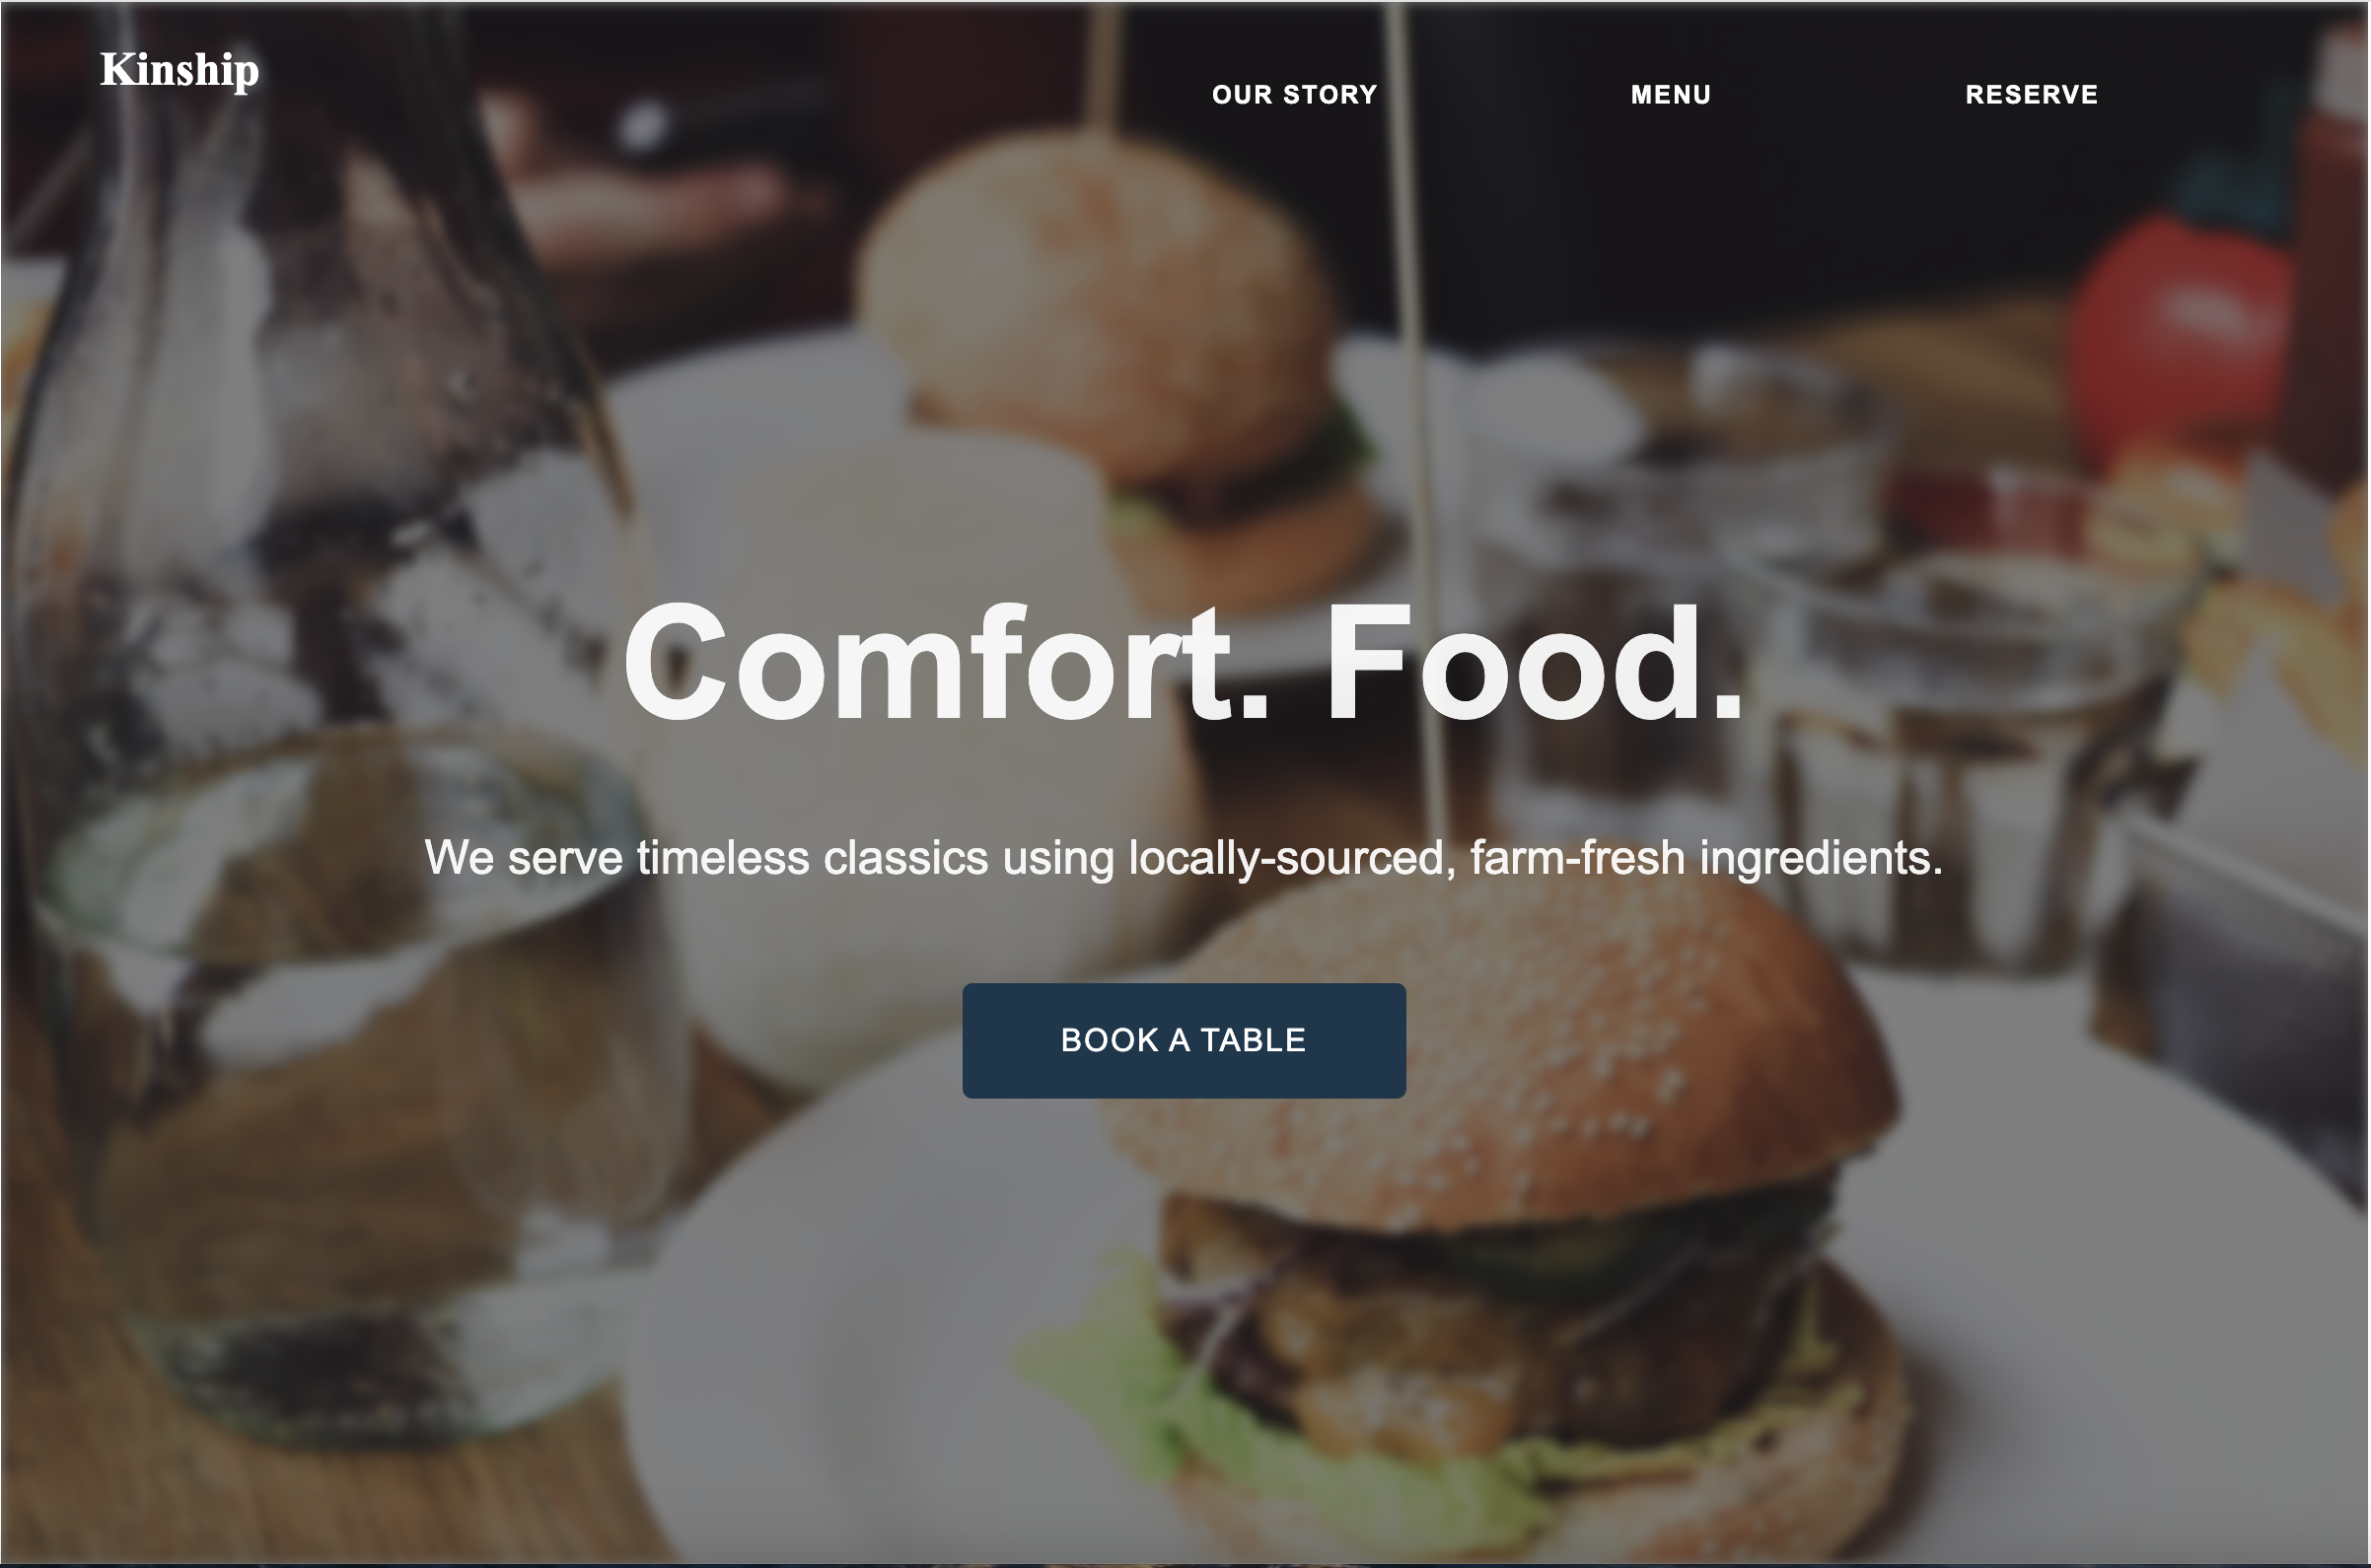 Kinship
OUR STORY MENU RESERVE
Comfort. Food.
We serve timeless classics using locally-sourced, farm-fresh ingredients.
BOOK A TABLE